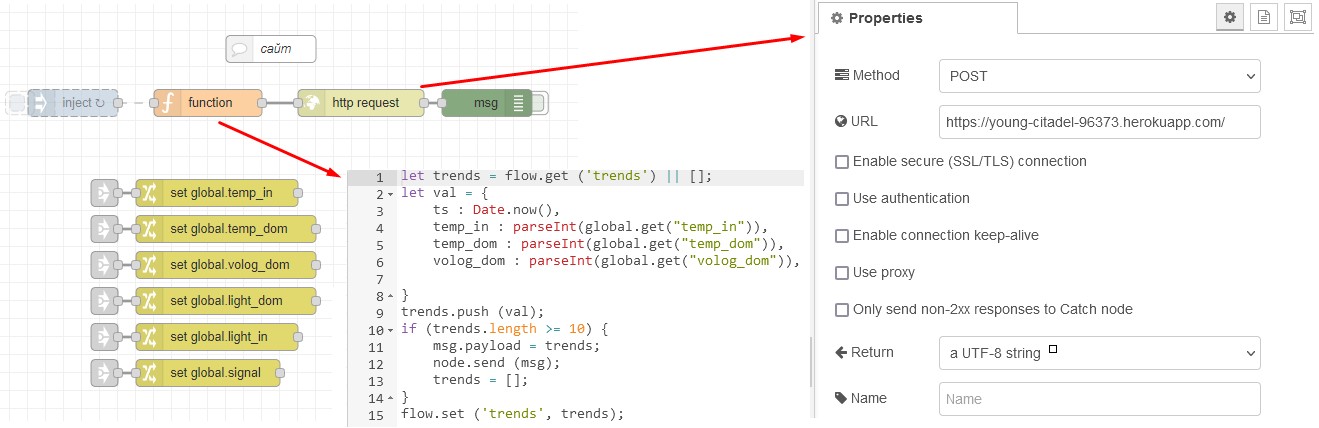 сайт
inject ↻
function
http request
msg
set global.temp_in
set global.temp_dom
set global.volog_dom
set global.light_dom
set global.light_in
set global.signal
1 let trends = flow.get ('trends') || [];
2 let val = {
3 ts : Date.now(),
4 temp_in : parseInt(global.get("temp_in")),
5 temp_dom : parseInt(global.get("temp_dom")),
6 volog_dom : parseInt(global.get("volog_dom")),
7
8 }
9 trends.push (val);
10 if (trends.length >= 10) {
11 msg.payload = trends;
12 node.send (msg);
13 trends = [];
14 }
15 flow.set ('trends', trends);
Properties
Method POST
URL https://young-citadel-96373.herokuapp.com/
Enable secure (SSL/TLS) connection
Use authentication
Enable connection keep-alive
Use proxy
Only send non-2xx responses to Catch node
Return a UTF-8 string
Name Name